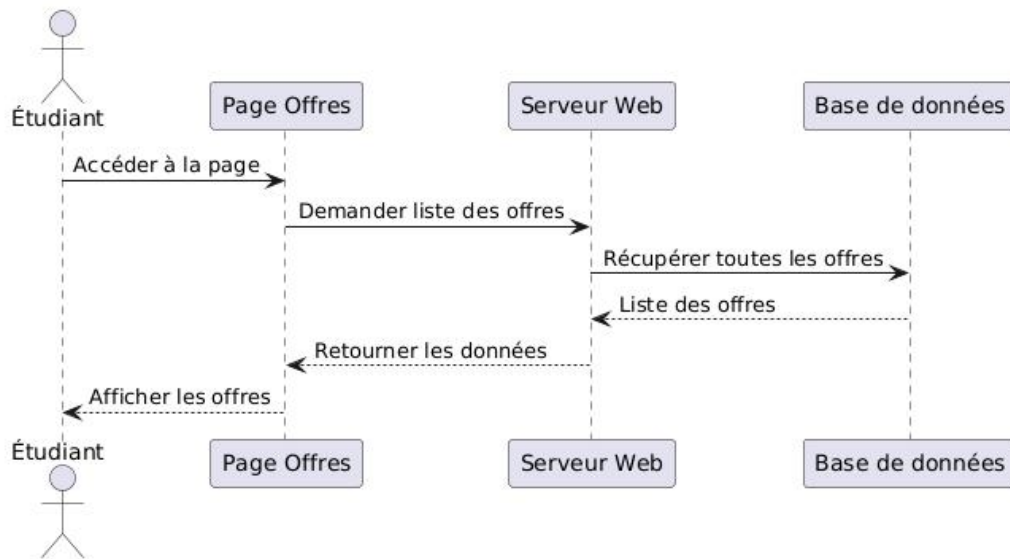 Étudiant
Page Offres
Serveur Web
Base de données
Accéder à la page
Demander liste des offres
Récupérer toutes les offres
Liste des offres
Retourner les données
Afficher les offres
Étudiant
Page Offres
Serveur Web
Base de données